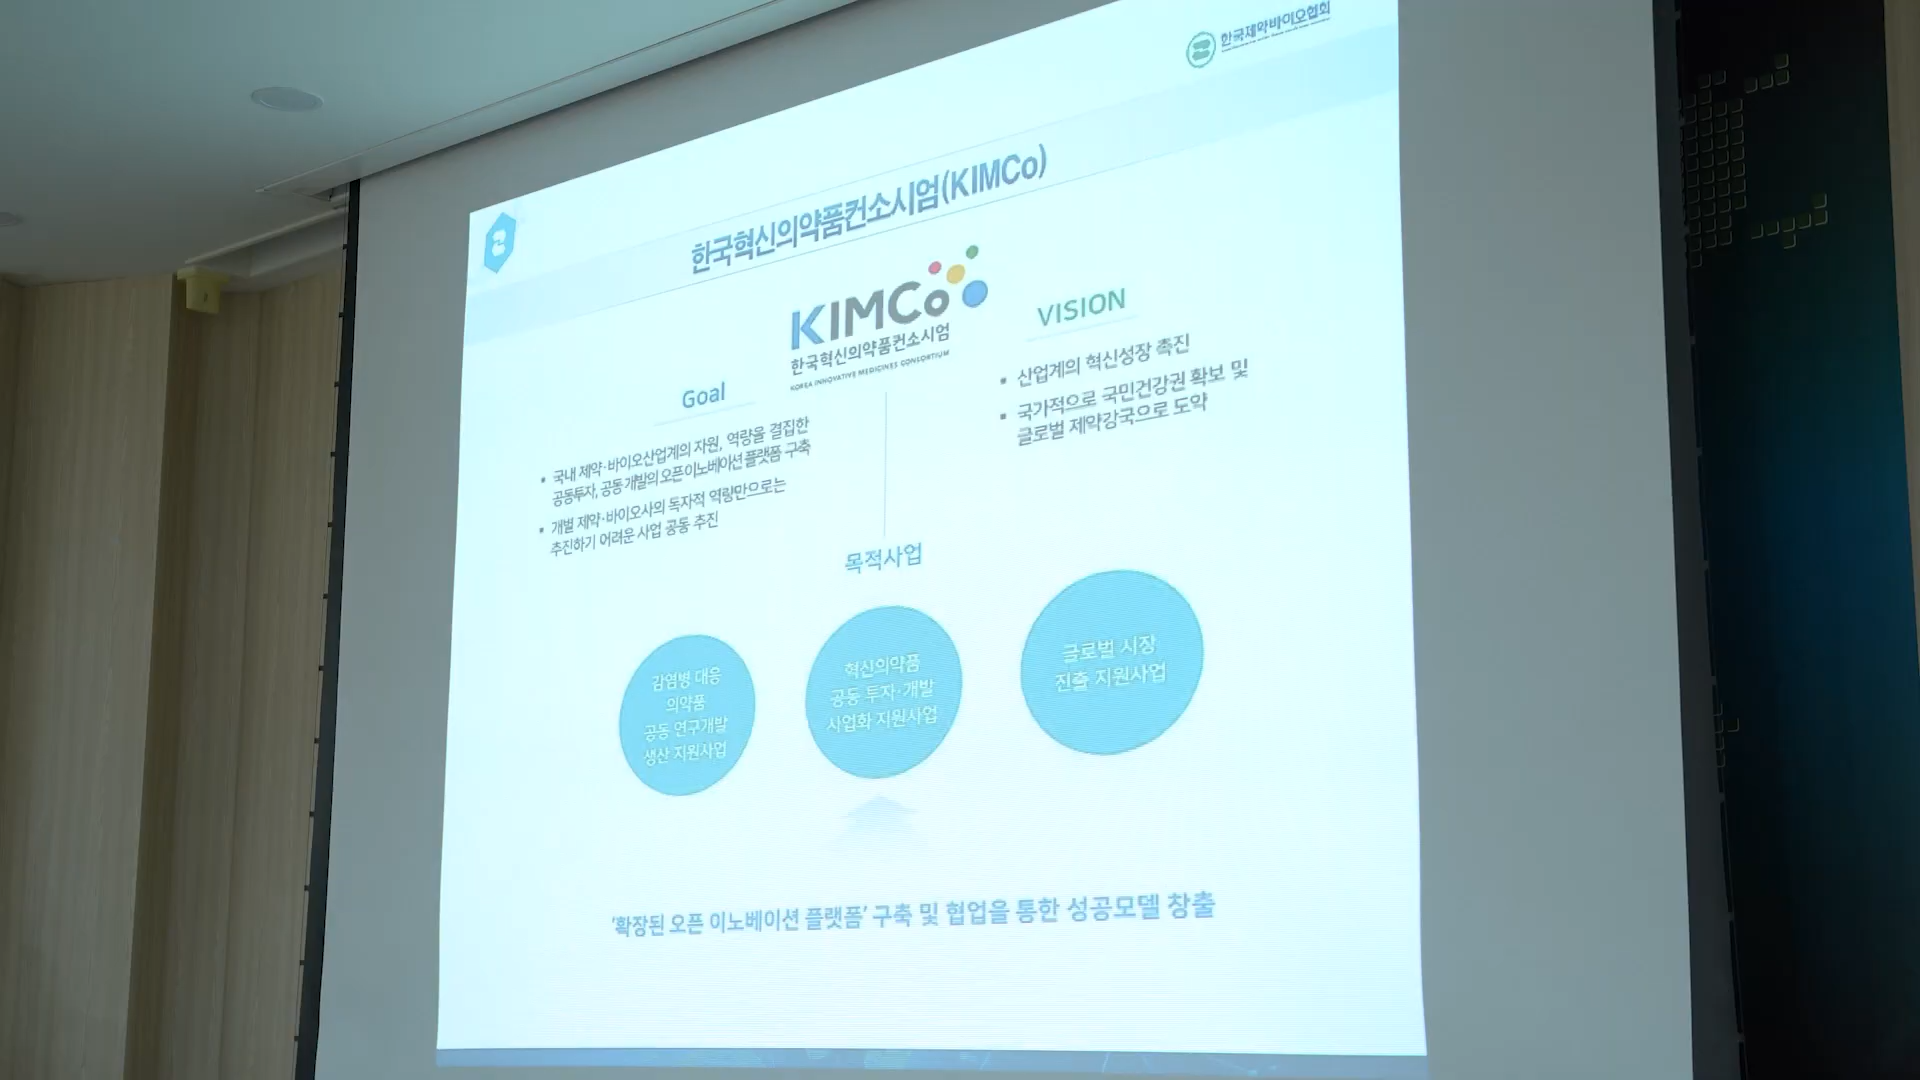 한국제약바이오협회
한국혁신의약품컨소시엄(KIMCo)
KIMCo
한국혁신의약품컨소시엄
KOREA INNOVATIVE MEDICINES CONSORTIUM
Goal
▪ 국내 제약·바이오산업계의 자원, 역량을 결집한
공동투자, 공동개발의 오픈이노베이션 플랫폼 구축
▪ 개별 제약·바이오사의 독자적 역량만으로는
추진하기 어려운 사업 공동 추진
VISION
▪ 산업계의 혁신성장 촉진
▪ 국가적으로 국민건강권 확보 및
글로벌 제약강국으로 도약
목적사업
감염병 대응
의약품
공동 연구개발
생산 지원사업
혁신의약품
공동 투자·개발
사업화 지원사업
글로벌 시장
진출 지원사업
'확장된 오픈 이노베이션 플랫폼' 구축 및 협업을 통한 성공모델 창출